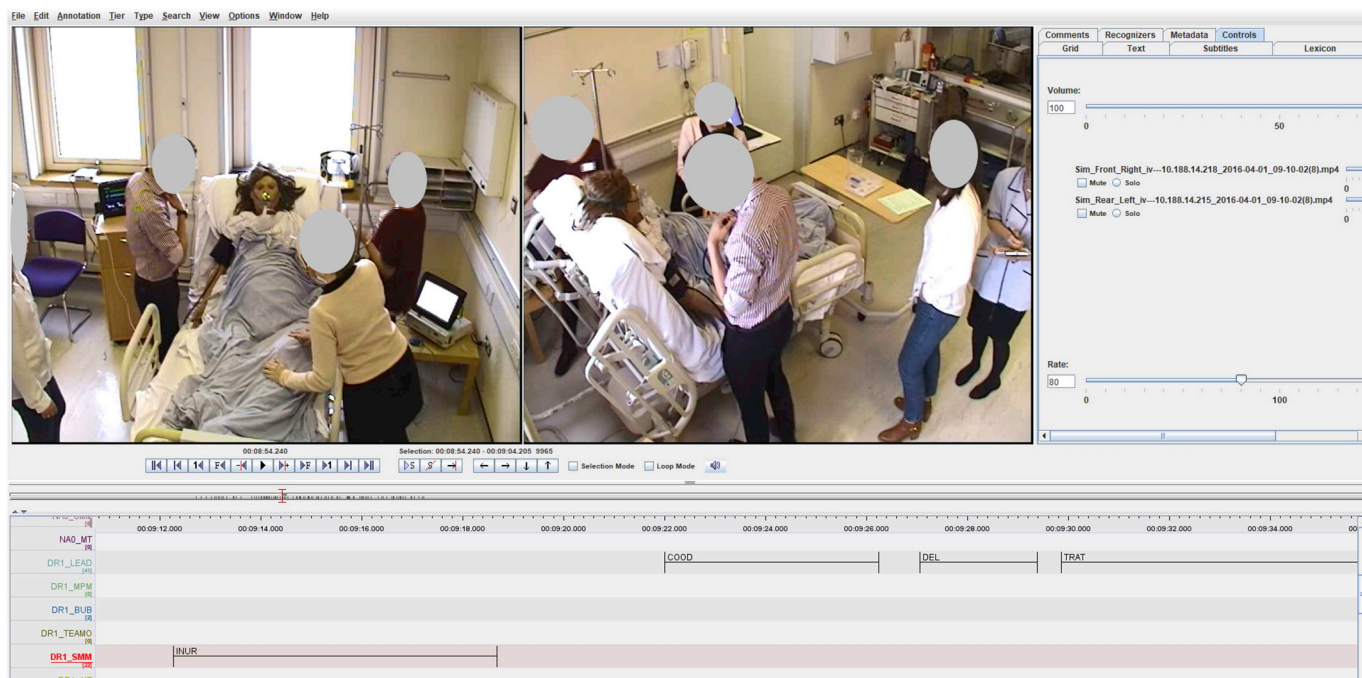 File Edit Annotation Tier Type Search View Options Window Help
Comments Recognizers Metadata Controls
Grid Text Subtitles Lexicon
Volume:
100
0 50
Sim_Front_Right_iv---10.188.14.218_2016-04-01_09-10-02(8).mp4
Mute Solo
0
Sim_Rear_Left_iv---10.188.14.215_2016-04-01_09-10-02(8).mp4
Mute Solo
0
Rate:
80
0 100
00:08:54.240 Selection: 00:08:54.240 - 00:09:04.205 9965
Selection Mode Loop Mode
00:09:12.000 00:09:14.000 00:09:16.000 00:09:18.000 00:09:20.000 00:09:22.000 00:09:24.000 00:09:26.000 00:09:28.000 00:09:30.000 00:09:32.000 00:09:34.000 00:
NA0_MT
DR1_LEAD COOD DEL TRAT
DR1_MPM
DR1_BUB
DR1_TEAMO
DR1_SMM INUR